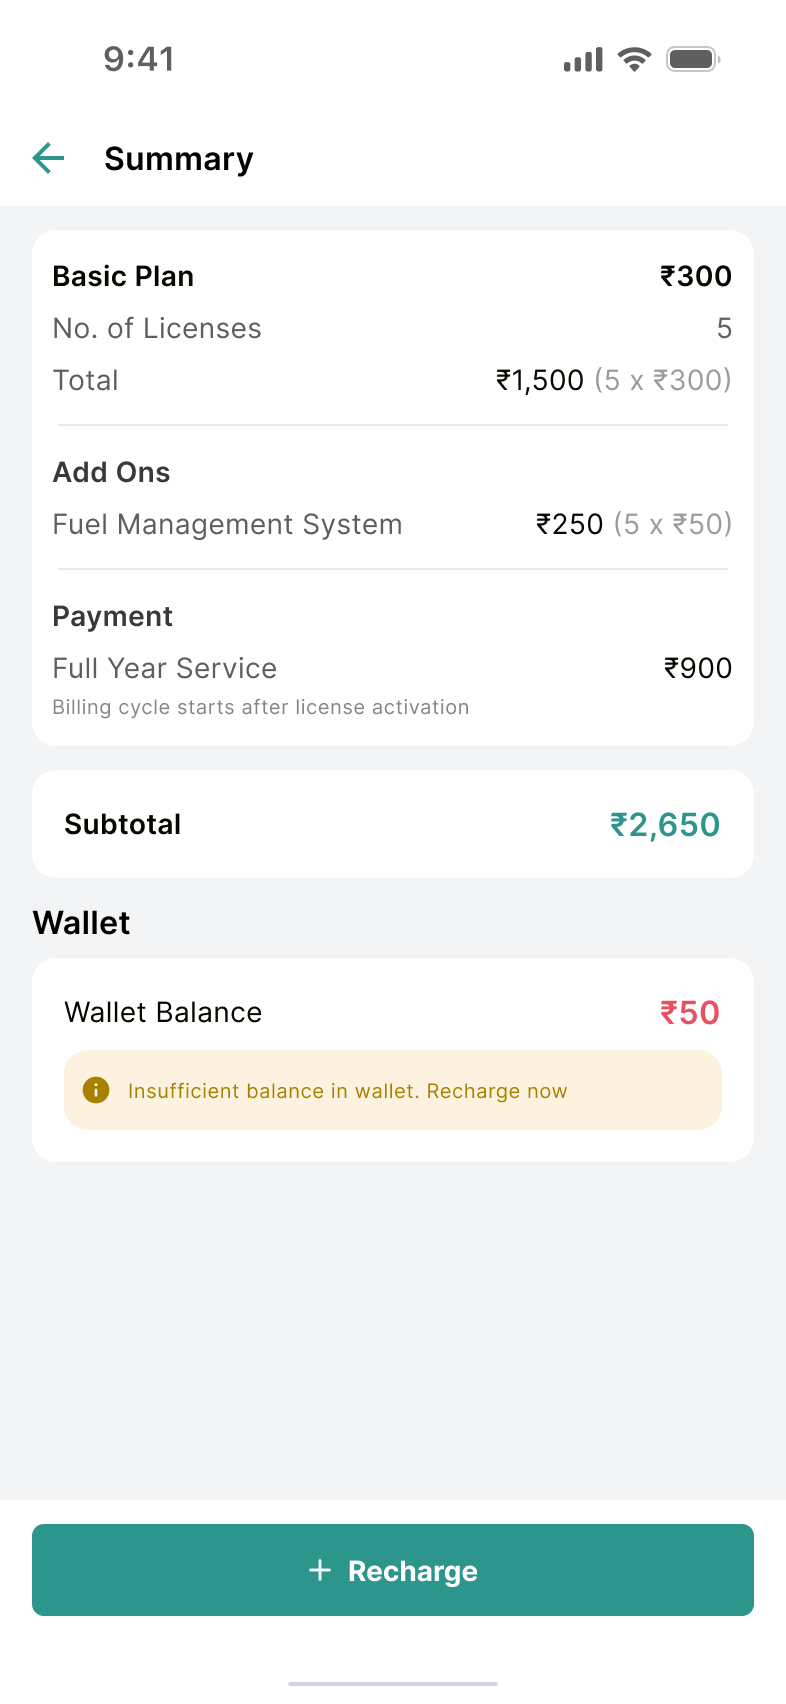 9:41
Summary
Basic Plan ₹300
No. of Licenses 5
Total ₹1,500 (5 x ₹300)
Add Ons
Fuel Management System ₹250 (5 x ₹50)
Payment
Full Year Service ₹900
Billing cycle starts after license activation
Subtotal ₹2,650
Wallet
Wallet Balance ₹50
Insufficient balance in wallet. Recharge now
+ Recharge